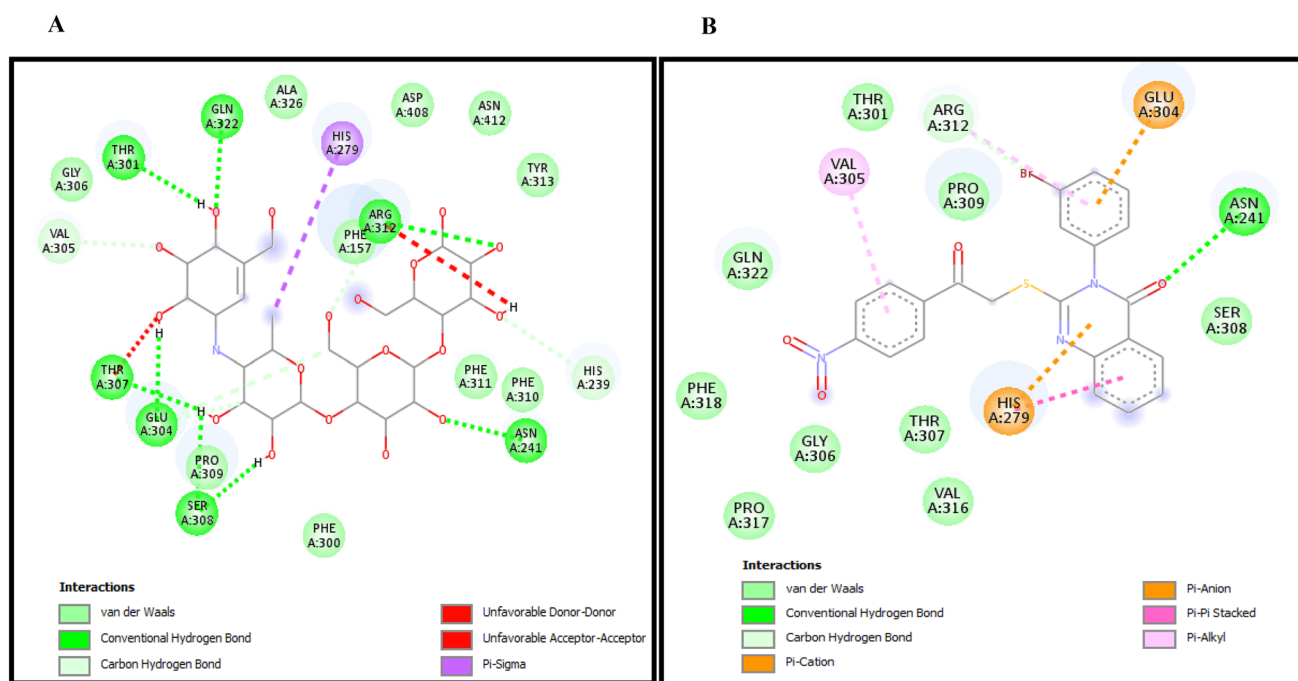 A
B
ALA
A:326
ASP
A:408
ASN
A:412
GLN
A:322
HIS
A:279
THR
A:301
TYR
A:313
GLY
A:306
H
O
O
ARG
A:312
O
O
VAL
A:305
O
PHE
A:157
O
O
H
O
O
O
H
O
O
N
O
O
O
PHE
A:311
PHE
A:310
HIS
A:239
THR
A:307
H
O
O
O
GLU
A:304
ASN
A:241
H
O
O
PRO
A:309
SER
A:308
PHE
A:300
Interactions
van der Waals
Conventional Hydrogen Bond
Carbon Hydrogen Bond
Unfavorable Donor-Donor
Unfavorable Acceptor-Acceptor
Pi-Sigma
THR
A:301
ARG
A:312
GLU
A:304
VAL
A:305
Br
PRO
A:309
ASN
A:241
GLN
A:322
O
S
N
O
SER
A:308
O
N
O
N
PHE
A:318
HIS
A:279
THR
A:307
GLY
A:306
VAL
A:316
PRO
A:317
Interactions
van der Waals
Conventional Hydrogen Bond
Carbon Hydrogen Bond
Pi-Cation
Pi-Anion
Pi-Pi Stacked
Pi-Alkyl